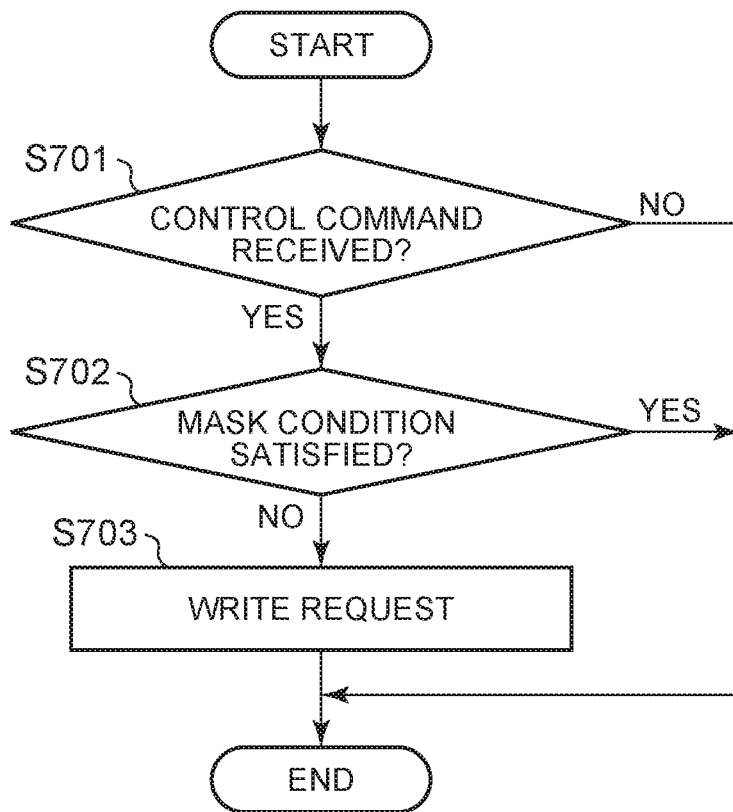 START
S701
CONTROL COMMAND
RECEIVED?
NO
YES
S702
MASK CONDITION
SATISFIED?
YES
NO
S703
WRITE REQUEST
END